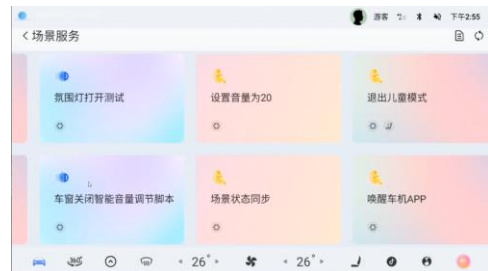 游客
下午2:55
场景服务
氛围灯打开测试
设置音量为20
退出儿童模式
车窗关闭智能音量调节脚本
场景状态同步
唤醒车机APP
26°
26°